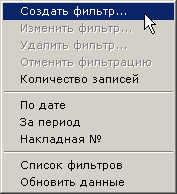 Создать фильтр...
Изменить фильтр...
Удалить фильтр...
Отменить фильтрацию
Количество записей
По дате
За период
Накладная №
Список фильтров
Обновить данные